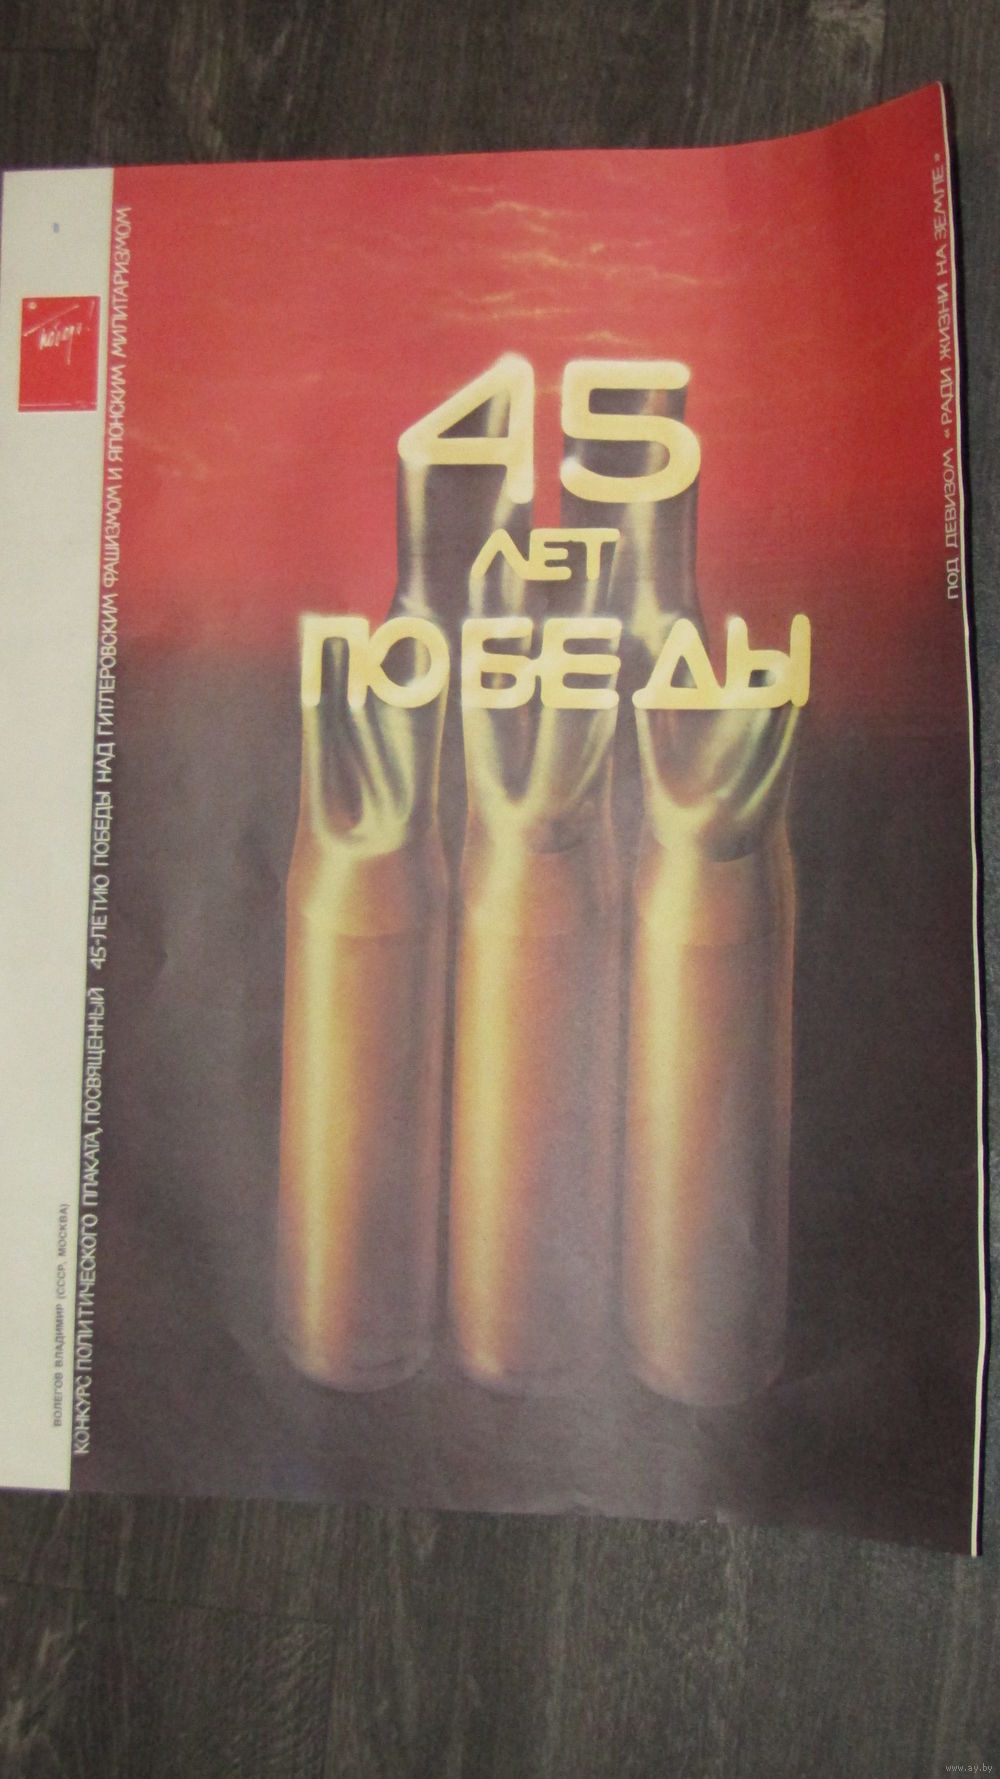 45
ЛЕТ
ПОБЕДЫ
КОНКУРС ПОЛИТИЧЕСКОГО ПЛАКАТА, ПОСВЯЩЕННЫЙ 45-ЛЕТИЮ ПОБЕДЫ НАД ГИТЛЕРОВСКИМ ФАШИЗМОМ И ЯПОНСКИМ МИЛИТАРИЗМОМ
ПОД ДЕВИЗОМ «РАДИ ЖИЗНИ НА ЗЕМЛЕ»
ВОЛЕГОВ ВЛАДИМИР (СССР, МОСКВА)
Победа!
www.ay.by